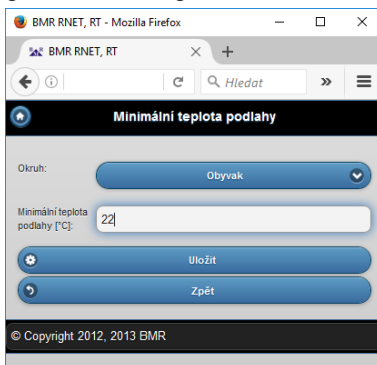 BMR RNET, RT - Mozilla Firefox
BMR RNET, RT
Hledat
Minimální teplota podlahy
Okruh:
Obyvak
Minimální teplota
podlahy [°C]:
22
Uložit
Zpět
© Copyright 2012, 2013 BMR